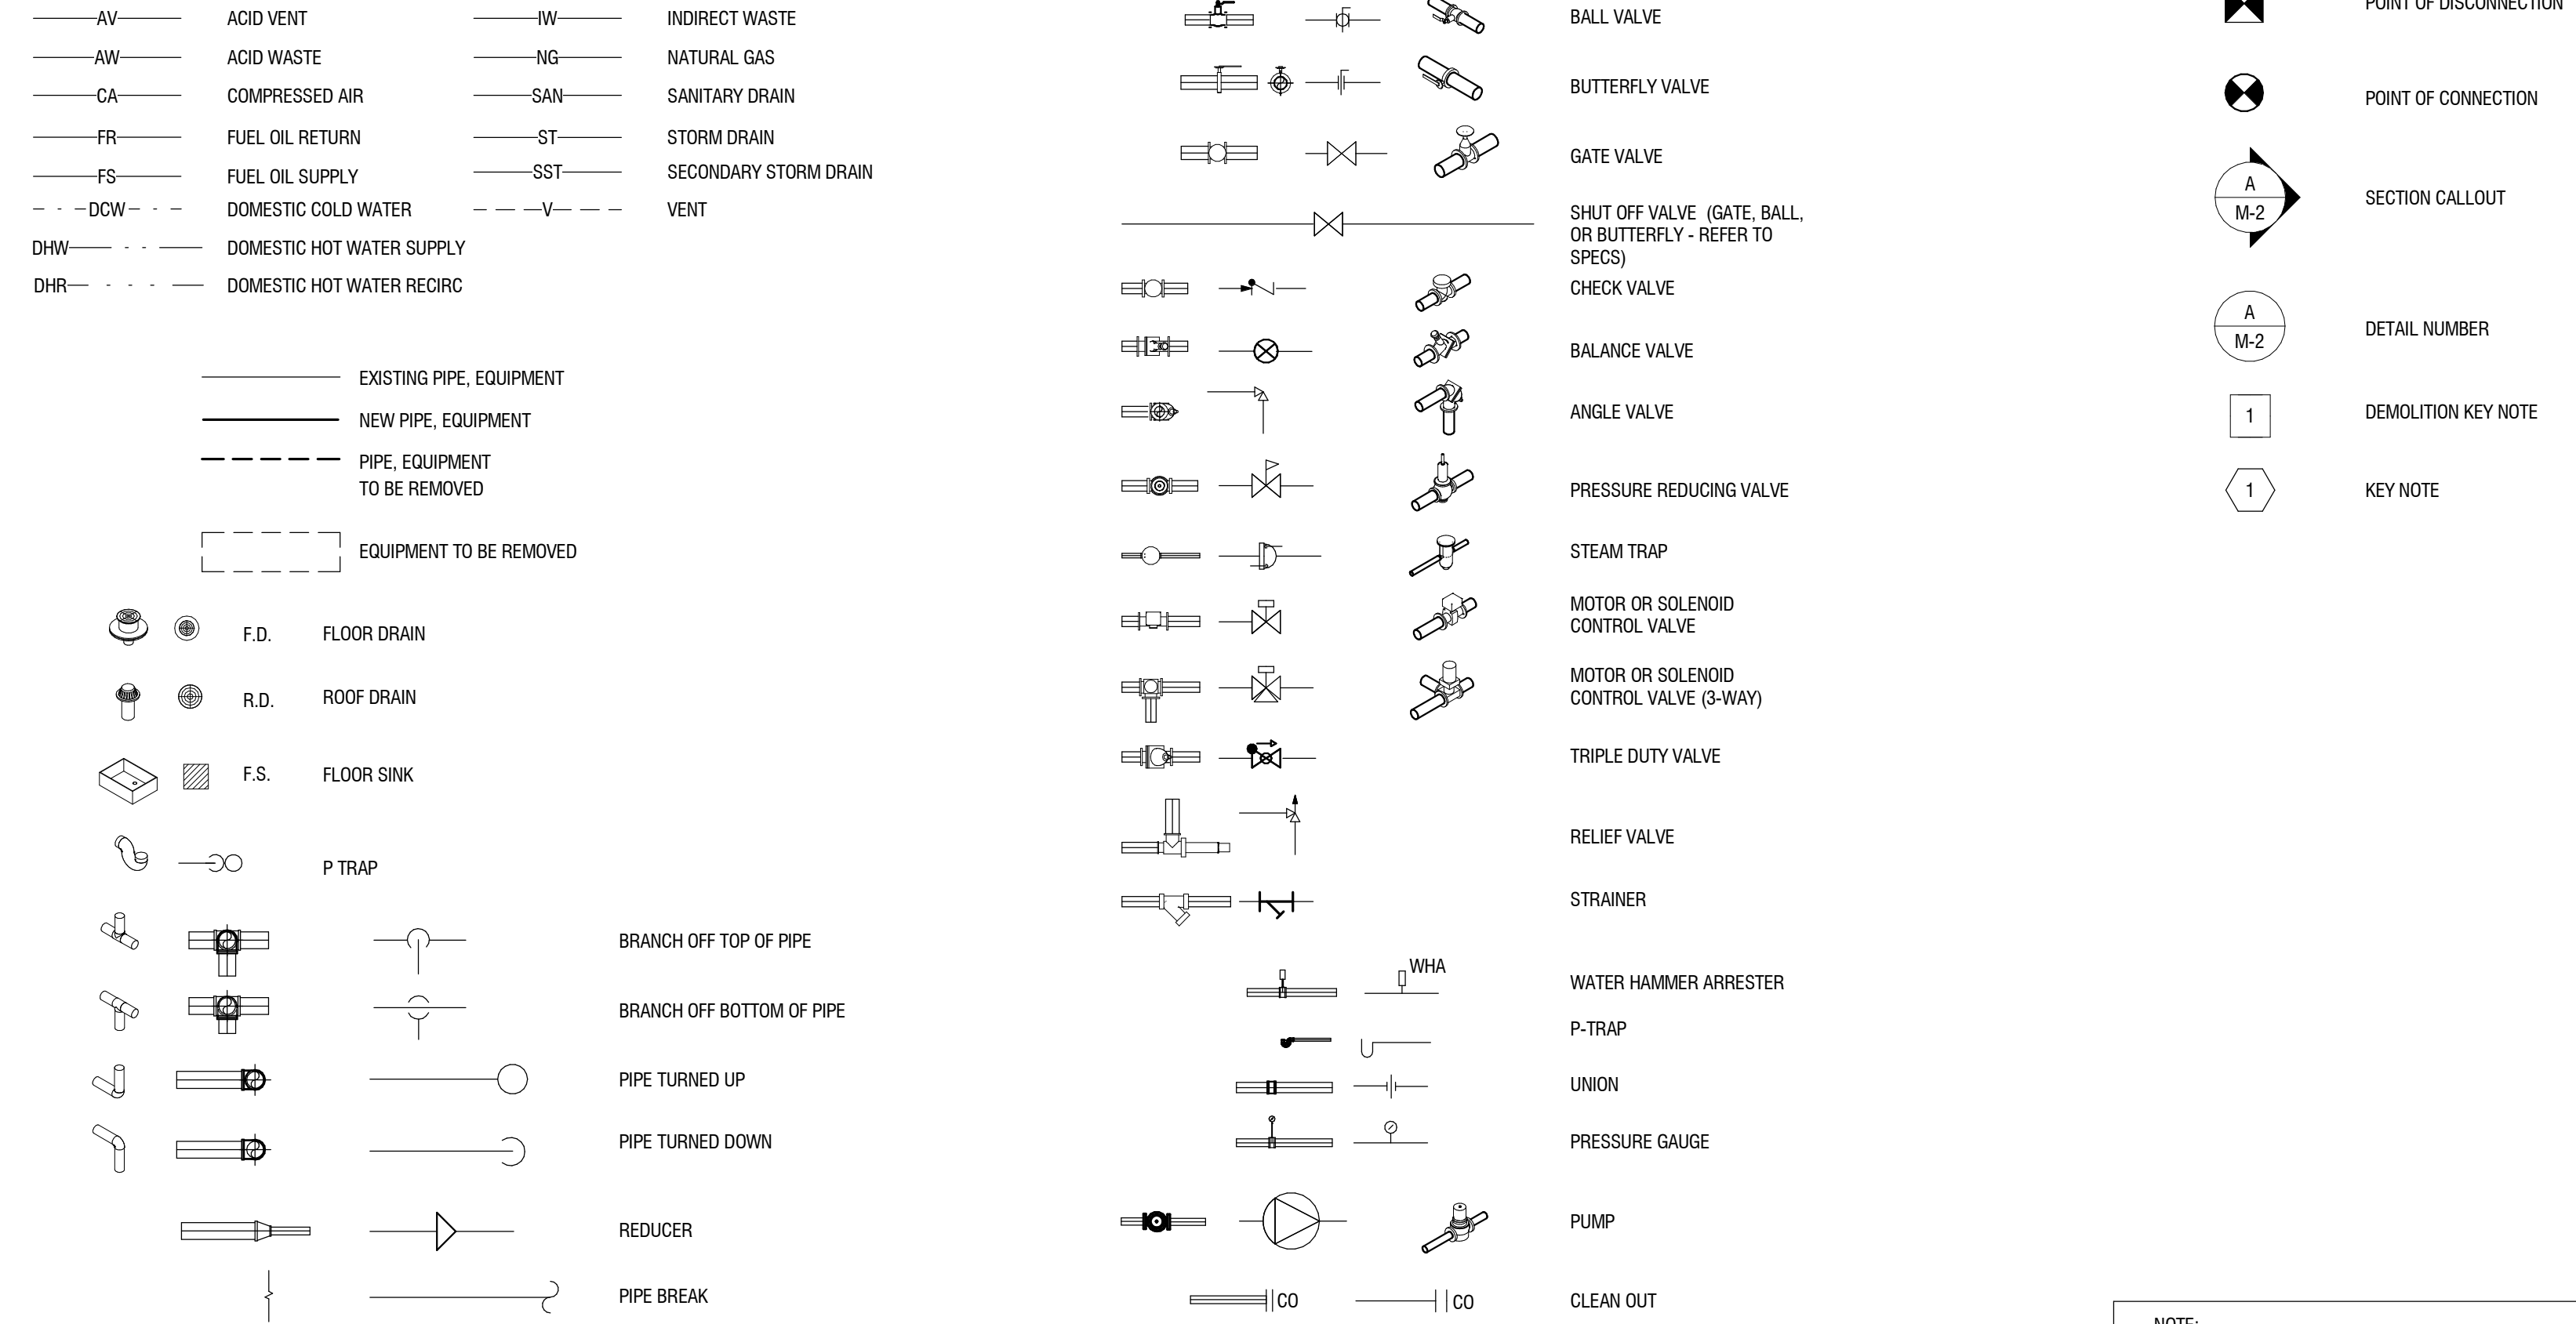 AV ACID VENT
AW ACID WASTE
CA COMPRESSED AIR
FR FUEL OIL RETURN
FS FUEL OIL SUPPLY
DCW DOMESTIC COLD WATER
DHW DOMESTIC HOT WATER SUPPLY
DHR DOMESTIC HOT WATER RECIRC
IW INDIRECT WASTE
NG NATURAL GAS
SAN SANITARY DRAIN
ST STORM DRAIN
SST SECONDARY STORM DRAIN
V VENT
EXISTING PIPE, EQUIPMENT
NEW PIPE, EQUIPMENT
PIPE, EQUIPMENT
TO BE REMOVED
EQUIPMENT TO BE REMOVED
F.D. FLOOR DRAIN
R.D. ROOF DRAIN
F.S. FLOOR SINK
P TRAP
BRANCH OFF TOP OF PIPE
BRANCH OFF BOTTOM OF PIPE
PIPE TURNED UP
PIPE TURNED DOWN
REDUCER
PIPE BREAK
BALL VALVE
BUTTERFLY VALVE
GATE VALVE
SHUT OFF VALVE (GATE, BALL,
OR BUTTERFLY - REFER TO
SPECS)
CHECK VALVE
BALANCE VALVE
ANGLE VALVE
PRESSURE REDUCING VALVE
STEAM TRAP
MOTOR OR SOLENOID
CONTROL VALVE
MOTOR OR SOLENOID
CONTROL VALVE (3-WAY)
TRIPLE DUTY VALVE
RELIEF VALVE
STRAINER
WHA
WATER HAMMER ARRESTER
P-TRAP
UNION
PRESSURE GAUGE
PUMP
CO CO CLEAN OUT
POINT OF DISCONNECTION
POINT OF CONNECTION
A
M-2
SECTION CALLOUT
A
M-2
DETAIL NUMBER
1 DEMOLITION KEY NOTE
1 KEY NOTE
NOTE: